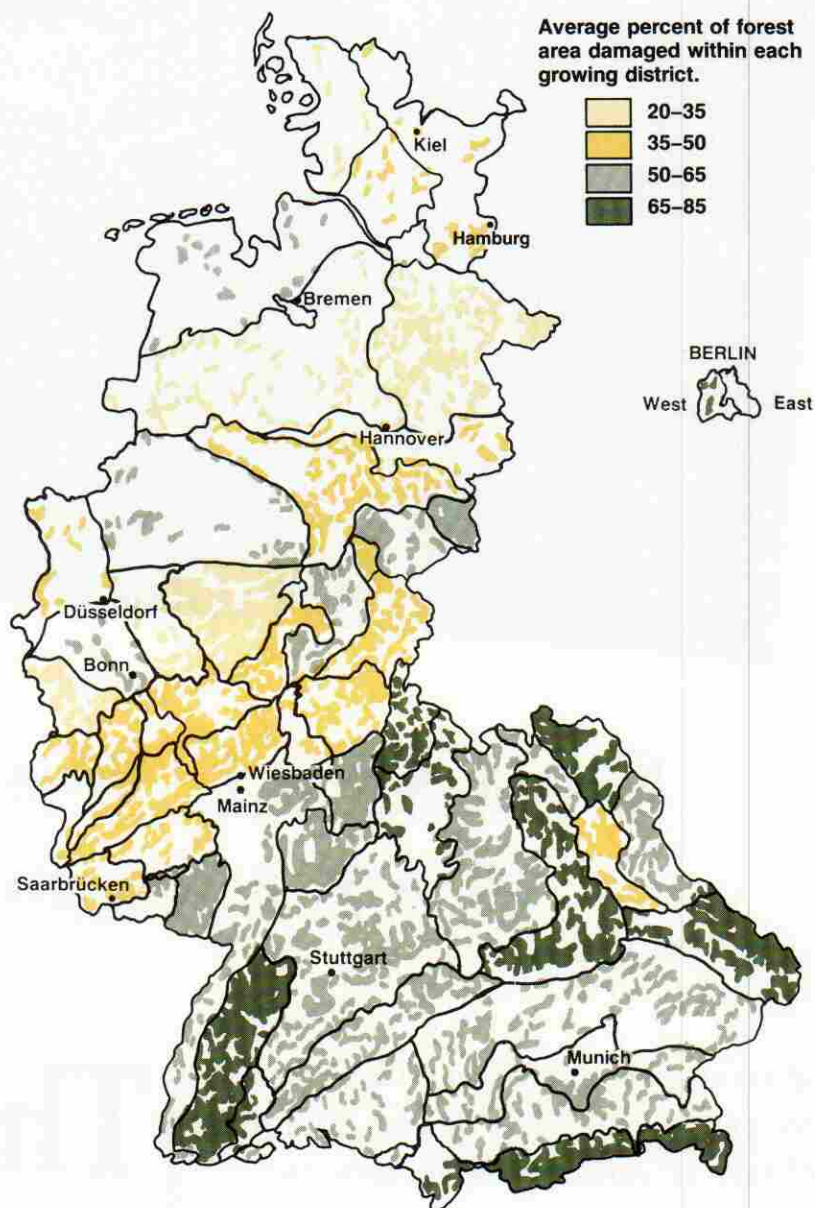 Average percent of forest
area damaged within each
growing district.
20–35
35–50
50–65
65–85
Kiel
Hamburg
Bremen
BERLIN
West East
Hannover
Düsseldorf
Bonn
Wiesbaden
Mainz
Saarbrücken
Stuttgart
Munich